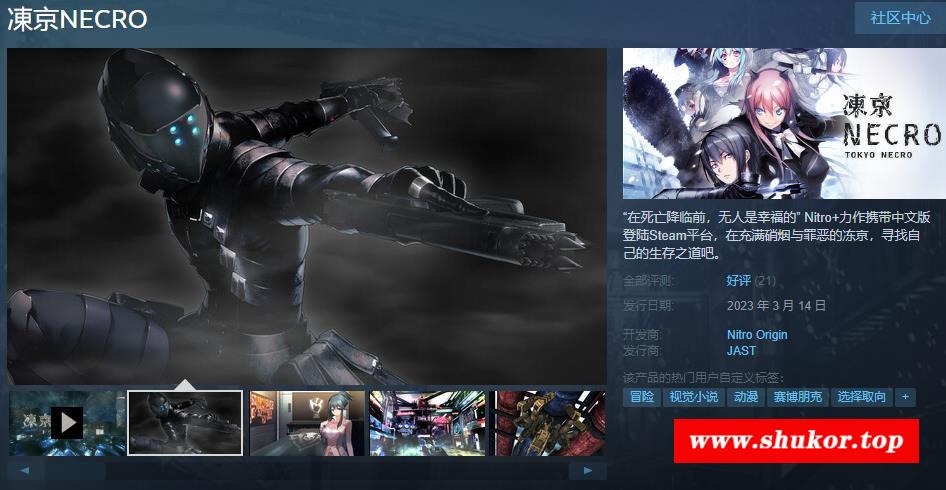 凍京NECRO
社区中心
凍京
NECRO
TOKYO NECRO
“在死亡降临前，无人是幸福的” Nitro+力作携带中文版
登陆Steam平台，在充满硝烟与罪恶的冻京，寻找自
己的生存之道吧。
全部评测: 好评 (21)
发行日期: 2023 年 3 月 14 日
开发商: Nitro Origin
发行商: JAST
该产品的热门用户自定义标签：
冒险 视觉小说 动漫 赛博朋克 选择取向 +
凍京
www.shukor.top